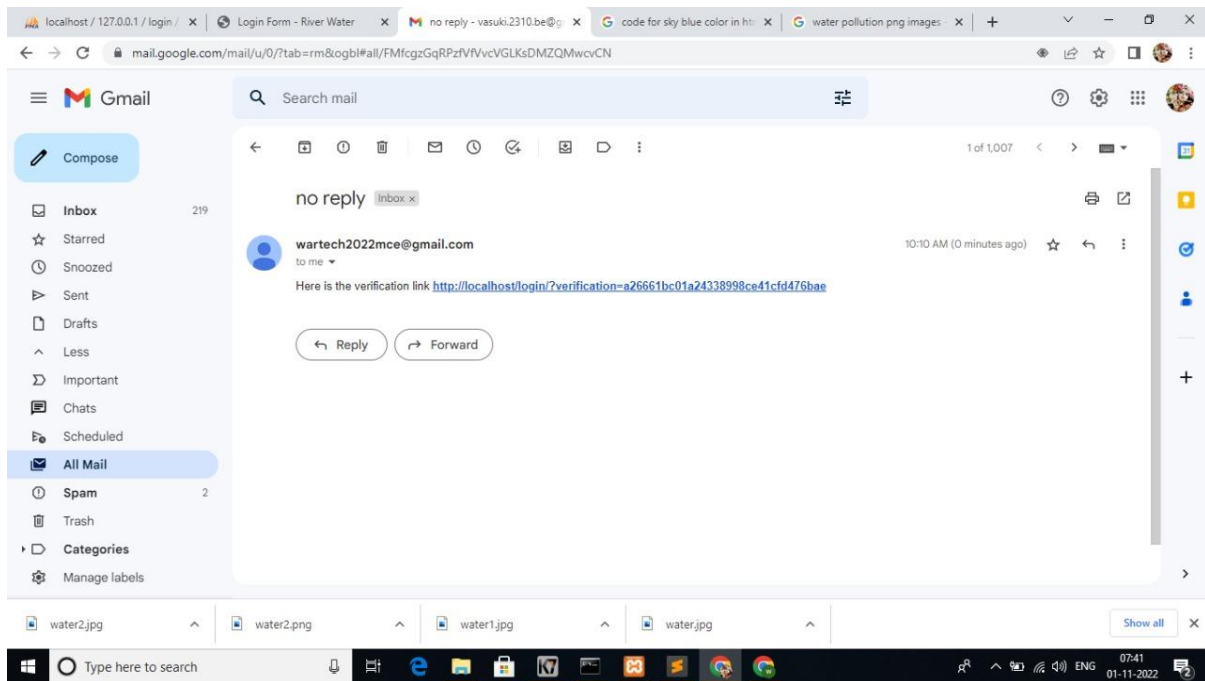 localhost / 127.0.0.1 / login /
Login Form - River Water
no reply - vasuki.2310.be@g
code for sky blue color in htm
water pollution png images -
mail.google.com/mail/u/0/?tab=rm&ogbl#all/FMfcgzGqRPzfVfVvcVGLKsDMZQMwcvCN
Gmail
Search mail
Compose
1 of 1,007
Inbox 219
Starred
Snoozed
Sent
Drafts
Less
Important
Chats
Scheduled
All Mail
Spam 2
Trash
Categories
Manage labels
no reply Inbox x
wartech2022mce@gmail.com 10:10 AM (0 minutes ago)
to me
Here is the verification link http://localhost/login/?verification=a26661bc01a24338998ce41cfd476bae
Reply Forward
31
water2.jpg water2.png water1.jpg water.jpg Show all
Type here to search
ENG
07:41
01-11-2022
2